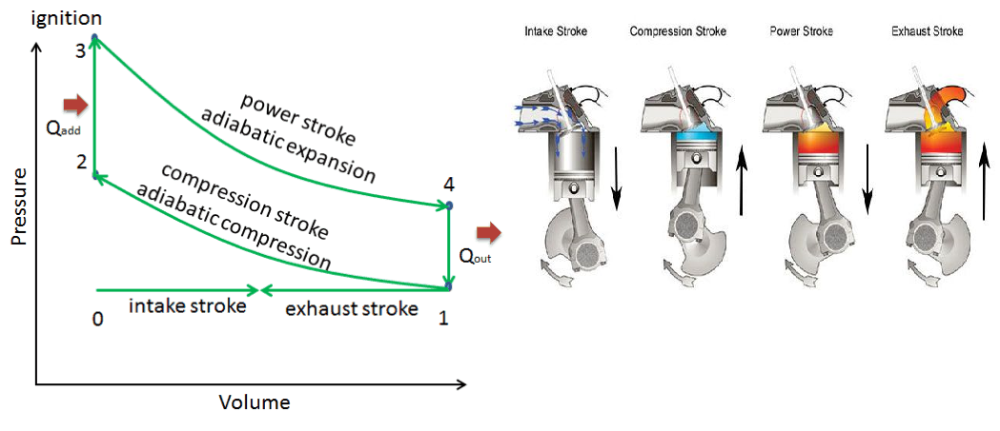 ignition
3
Qadd
2
power stroke
adiabatic expansion
compression stroke
adiabatic compression
4
Qout
intake stroke
exhaust stroke
0
1
Pressure
Volume
Intake Stroke
Compression Stroke
Power Stroke
Exhaust Stroke